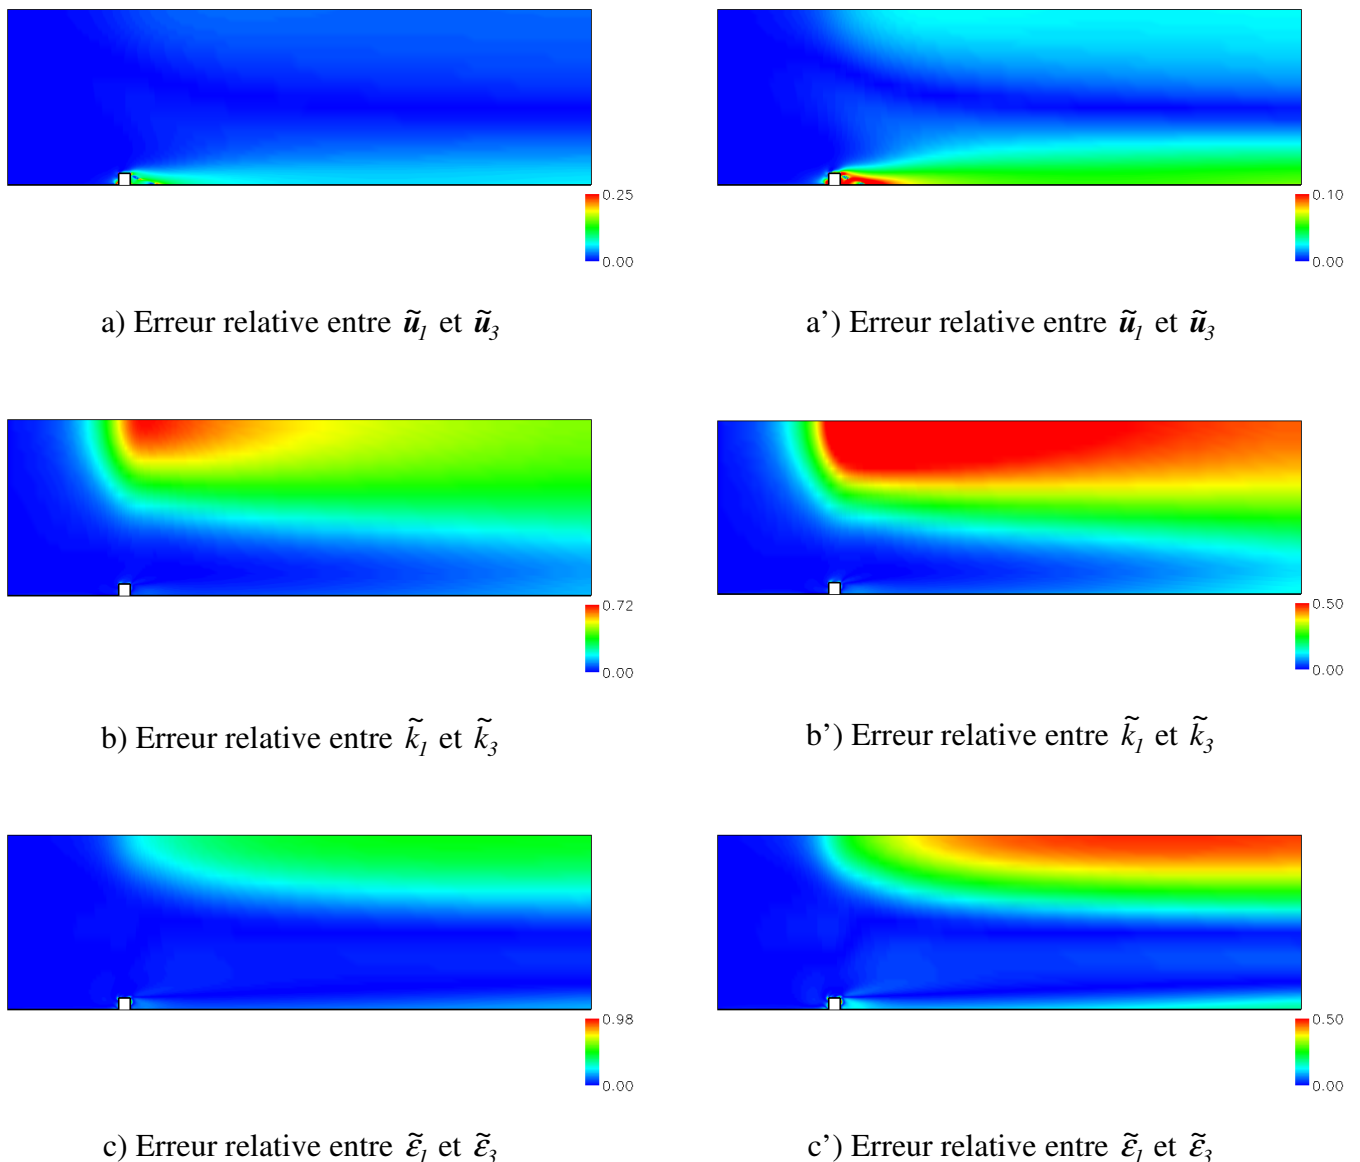 0.25
0.00
0.10
0.00
a) Erreur relative entre ũ₁ et ũ₃
a’) Erreur relative entre ũ₁ et ũ₃
0.72
0.00
0.50
0.00
b) Erreur relative entre k̃₁ et k̃₃
b’) Erreur relative entre k̃₁ et k̃₃
0.98
0.00
0.50
0.00
c) Erreur relative entre ε̃₁ et ε̃₃
c’) Erreur relative entre ε̃₁ et ε̃₃